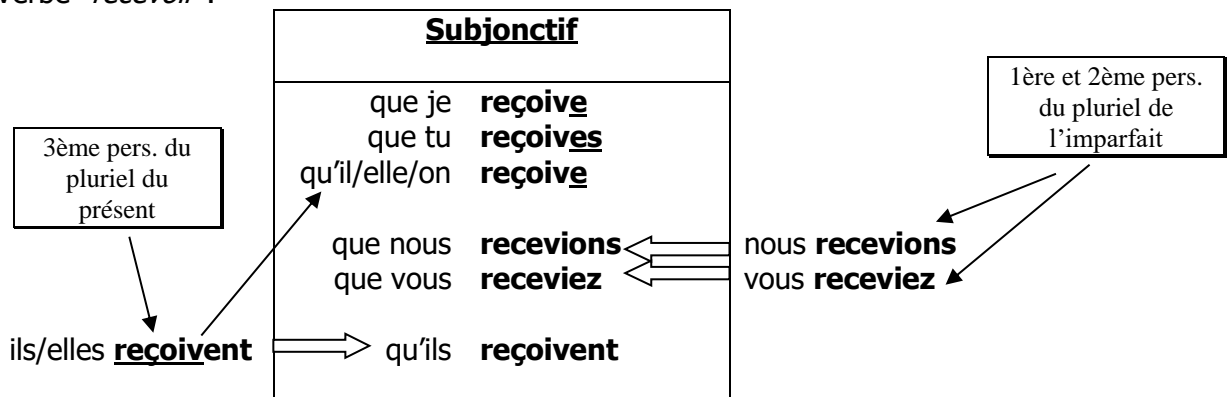 verbe "recevoir".
Subjonctif
1ère et 2ème pers.
du pluriel de
l'imparfait
3ème pers. du
pluriel du
présent
que je reçoive
que tu reçoives
qu'il/elle/on reçoive
que nous recevions nous recevions
que vous receviez vous receviez
ils/elles reçoivent qu'ils reçoivent